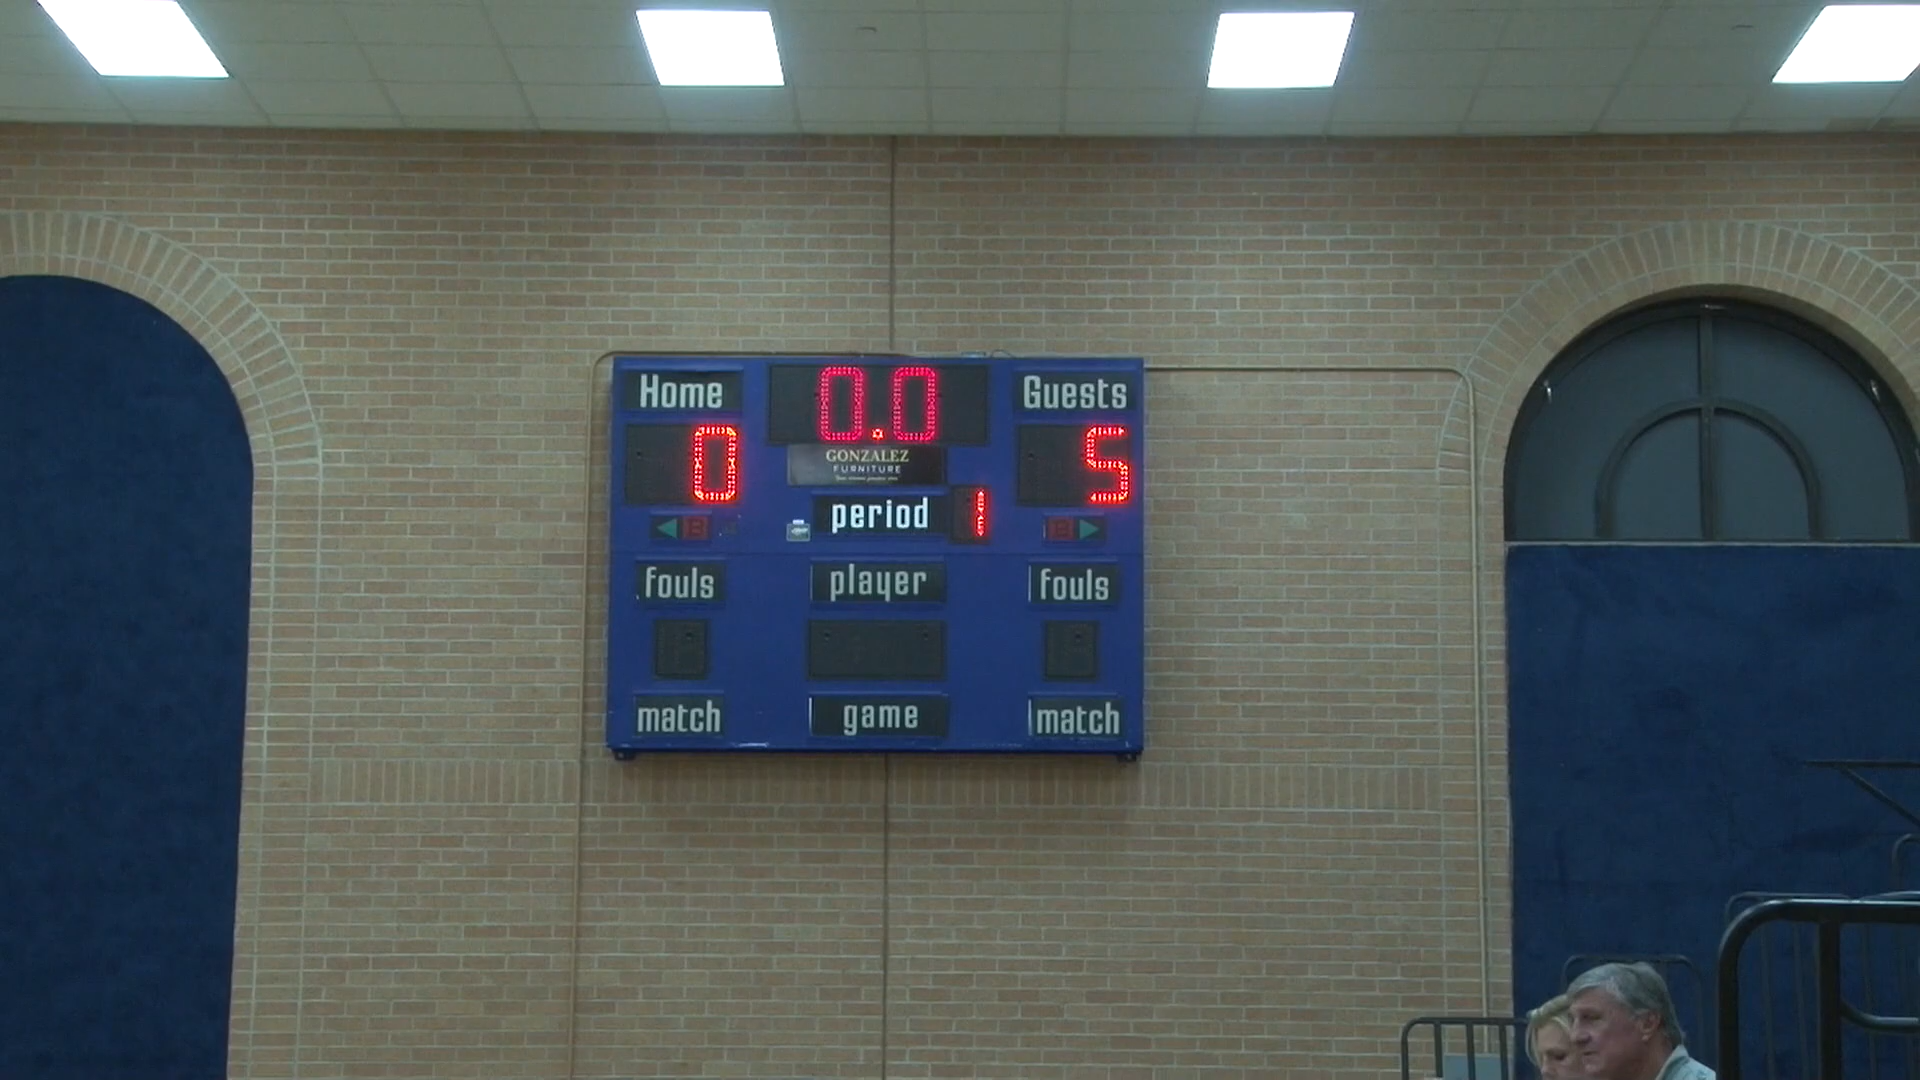 Home 0.0 Guests
0 5
GONZALEZ
FURNITURE
period 1
B B
fouls player fouls
match game match